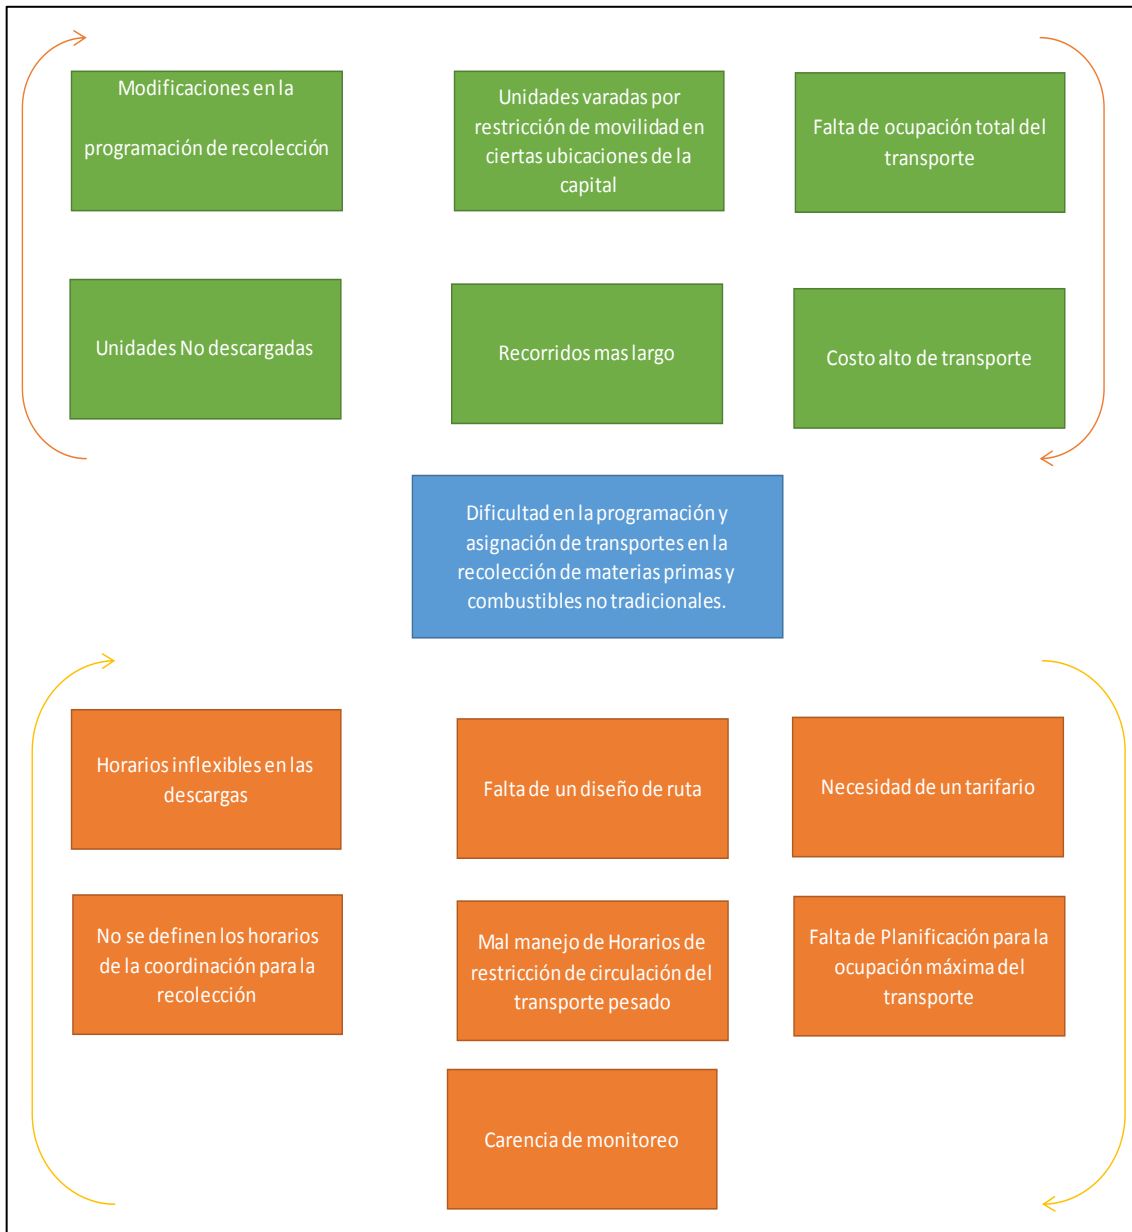 Modificaciones en la
programación de recolección
Unidades varadas por
restricción de movilidad en
ciertas ubicaciones de la
capital
Falta de ocupación total del
transporte
Unidades No descargadas
Recorridos mas largo
Costo alto de transporte
Dificultad en la programación y
asignación de transportes en la
recolección de materias primas y
combustibles no tradicionales.
Horarios inflexibles en las
descargas
Falta de un diseño de ruta
Necesidad de un tarifario
No se definen los horarios
de la coordinación para la
recolección
Mal manejo de Horarios de
restricción de circulación del
transporte pesado
Falta de Planificación para la
ocupación máxima del
transporte
Carencia de monitoreo